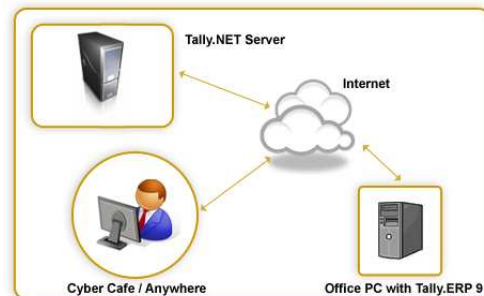 Tally.NET Server
Internet
Cyber Cafe / Anywhere
Office PC with Tally.ERP 9